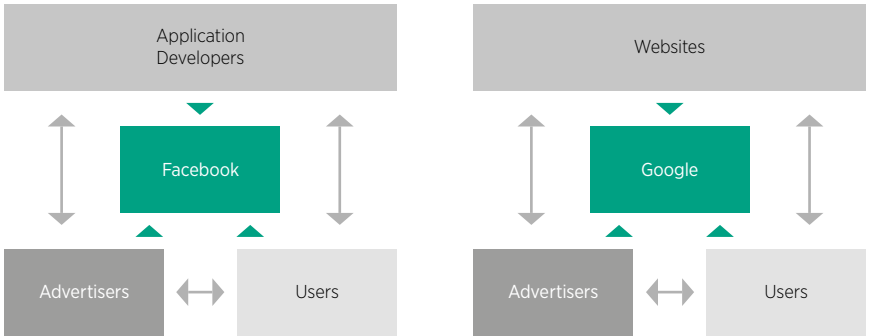 Application
Developers
Facebook
Advertisers
Users
Websites
Google
Advertisers
Users